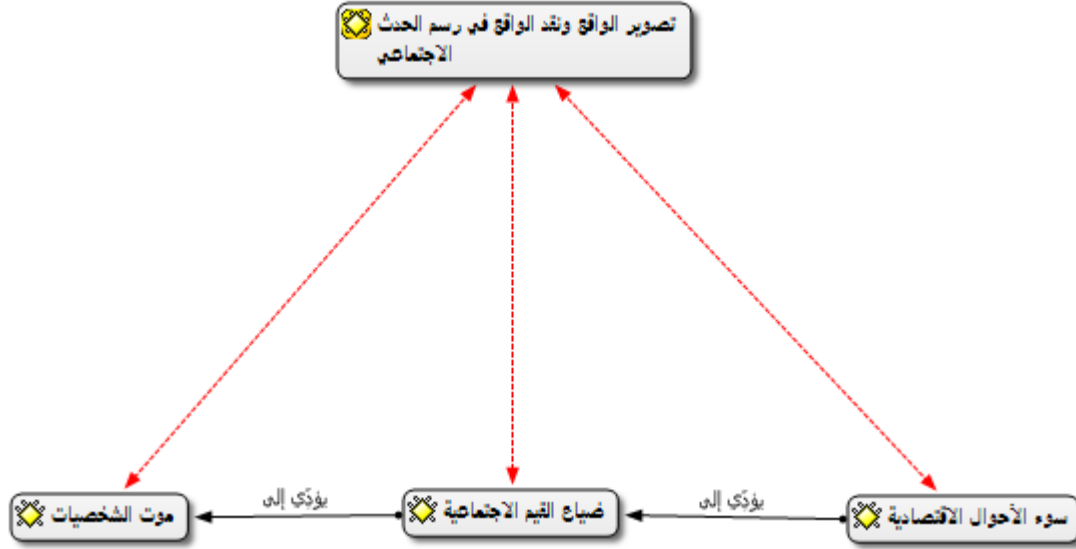 تصوير الواقع ونقد الواقع في رسم الحدث
الاجتماعي
سوء الأحوال الاقتصادية
يؤدّي إلى
ضياع القيم الاجتماعية
يؤدّي إلى
موت الشخصيات